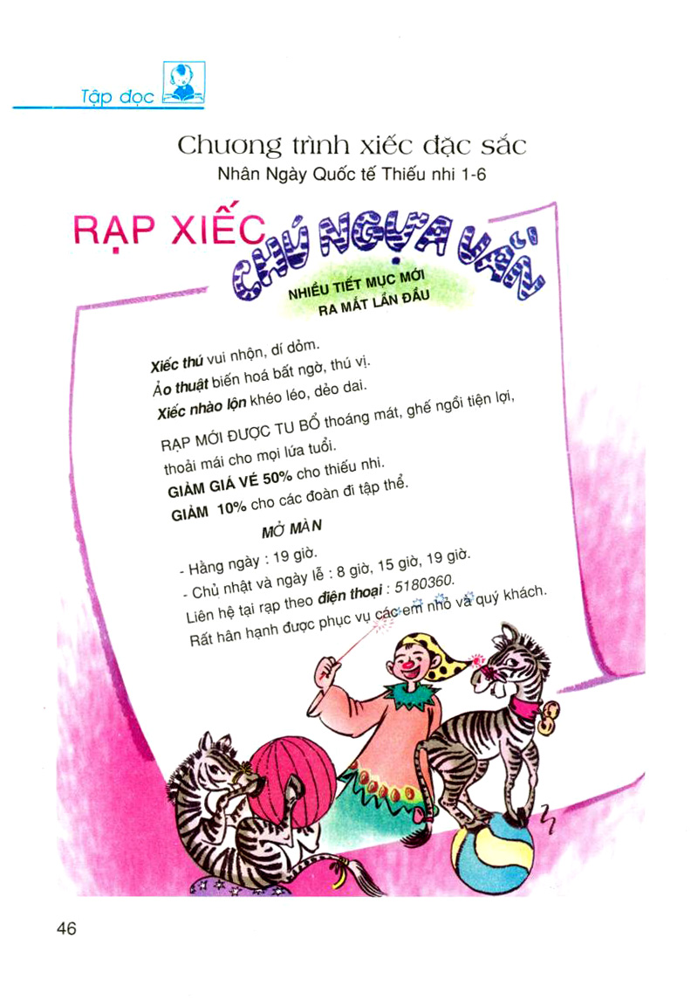 Tập đọc
Chương trình xiếc đặc sắc
Nhân Ngày Quốc tế Thiếu nhi 1-6
RẠP XIẾC CHÚ NGỰA VẰN
NHIỀU TIẾT MỤC MỚI
RA MẮT LẦN ĐẦU
Xiếc thú vui nhộn, dí dỏm.
Ảo thuật biến hoá bất ngờ, thú vị.
Xiếc nhào lộn khéo léo, dẻo dai.
RẠP MỚI ĐƯỢC TU BỔ thoáng mát, ghế ngồi tiện lợi,
thoải mái cho mọi lứa tuổi.
GIẢM GIÁ VÉ 50% cho thiếu nhi.
GIẢM 10% cho các đoàn đi tập thể.
MỞ MÀN
- Hằng ngày : 19 giờ.
- Chủ nhật và ngày lễ : 8 giờ, 15 giờ, 19 giờ.
Liên hệ tại rạp theo điện thoại : 5180360.
Rất hân hạnh được phục vụ các em nhỏ và quý khách.
46